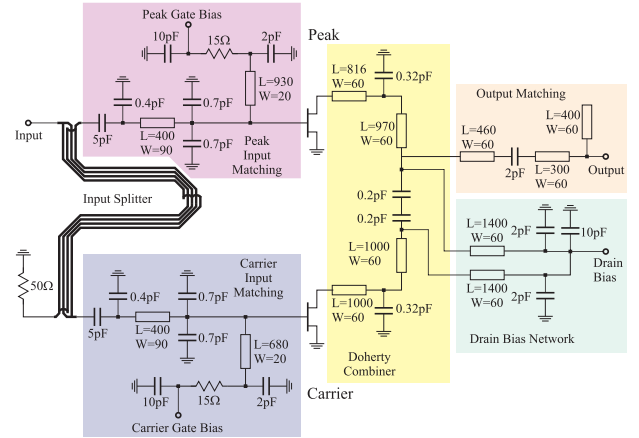 Peak Gate Bias
Peak
10pF
15Ω
2pF
L=930
W=20
0.4pF
0.7pF
Input
5pF
L=400
W=90
0.7pF
Peak
Input
Matching
L=816
W=60
0.32pF
L=970
W=60
Output Matching
L=460
W=60
L=400
W=60
2pF
L=300
W=60
Output
Input Splitter
0.2pF
0.2pF
L=1000
W=60
L=1400
W=60
2pF
10pF
Drain
Bias
L=1400
W=60
2pF
Drain Bias Network
50Ω
Carrier
Input
Matching
0.4pF
0.7pF
5pF
L=400
W=90
0.7pF
L=680
W=20
L=1000
W=60
0.32pF
Doherty
Combiner
10pF
15Ω
2pF
Carrier Gate Bias
Carrier